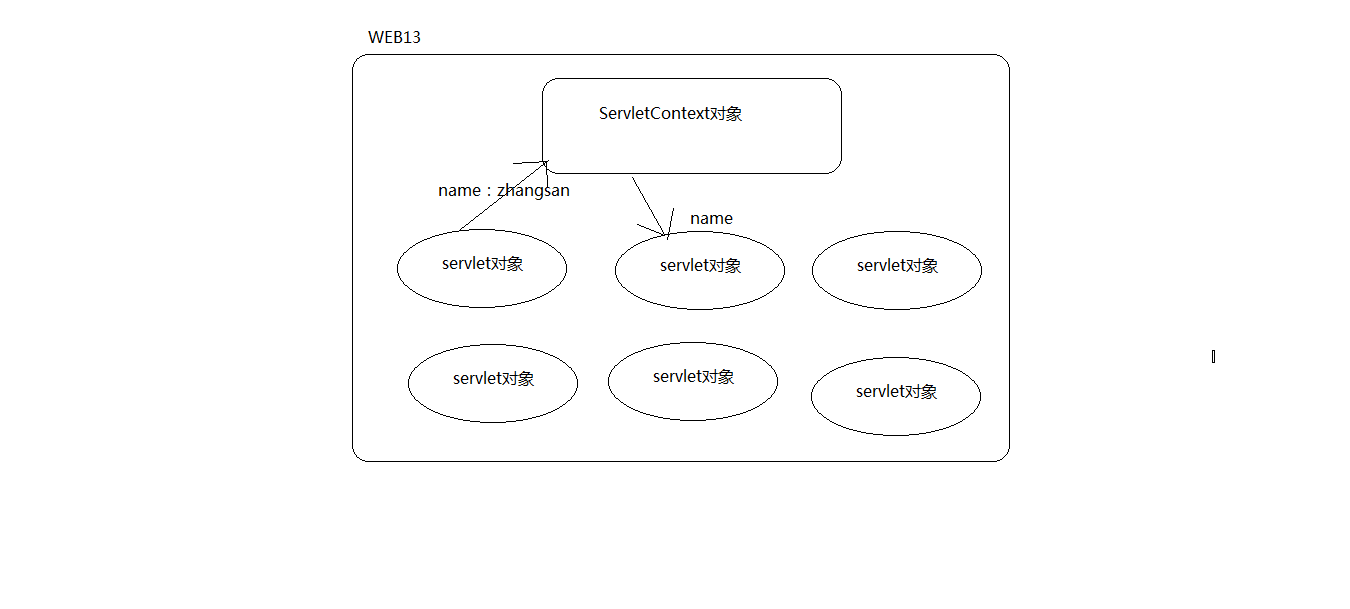 WEB13
ServletContext对象
name：zhangsan
name
servlet对象
servlet对象
servlet对象
servlet对象
servlet对象
servlet对象